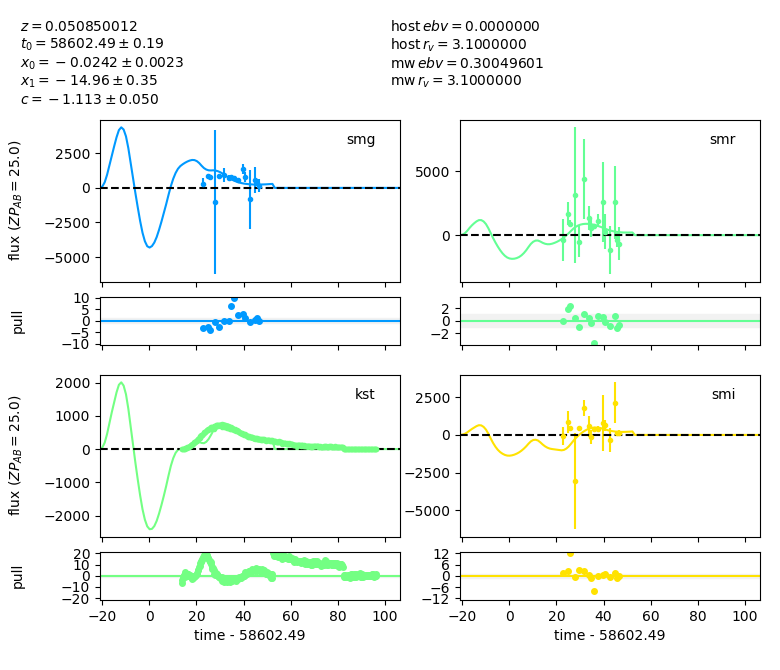 z = 0.050850012
t₀ = 58602.49 ± 0.19
x₀ = −0.0242 ± 0.0023
x₁ = −14.96 ± 0.35
c = −1.113 ± 0.050
host ebv = 0.0000000
host r_v = 3.1000000
mw ebv = 0.30049601
mw r_v = 3.1000000
smg
flux (ZP_AB = 25.0)
2500
0
−2500
−5000
smr
5000
0
pull
10
5
0
−5
−10
2
0
−2
kst
flux (ZP_AB = 25.0)
2000
1000
0
−1000
−2000
smi
2500
0
−2500
−5000
pull
20
10
0
−10
−20
−20 0 20 40 60 80 100
time - 58602.49
12
6
0
−6
−12
−20 0 20 40 60 80 100
time - 58602.49